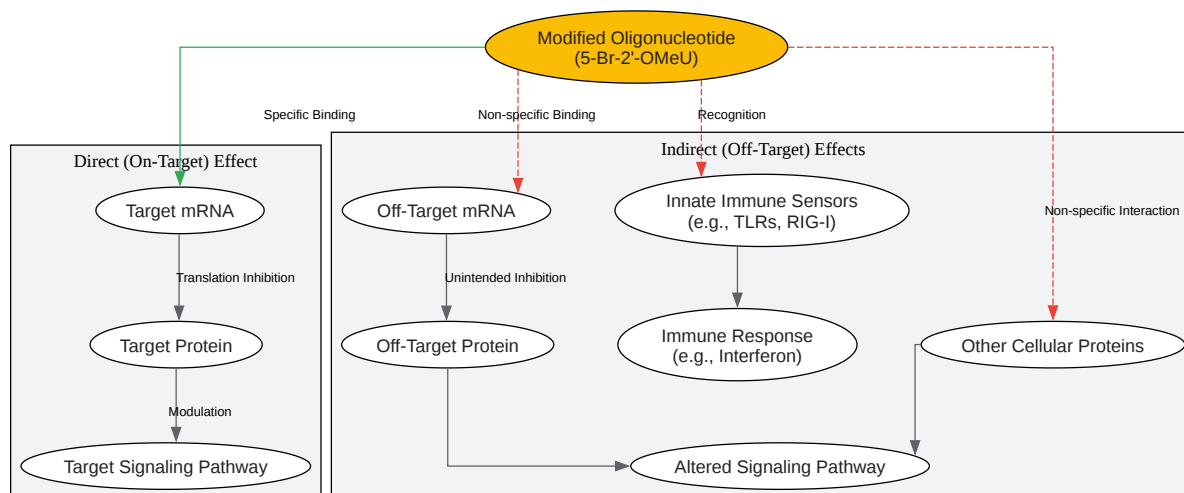 Modified Oligonucleotide
(5-Br-2'-OMeU)
Specific Binding
Non-specific Binding
Recognition
Direct (On-Target) Effect
Indirect (Off-Target) Effects
Target mRNA
Off-Target mRNA
Innate Immune Sensors
(e.g., TLRs, RIG-I)
Non-specific Interaction
Translation Inhibition
Unintended Inhibition
Target Protein
Off-Target Protein
Immune Response
(e.g., Interferon)
Other Cellular Proteins
Modulation
Target Signaling Pathway
Altered Signaling Pathway